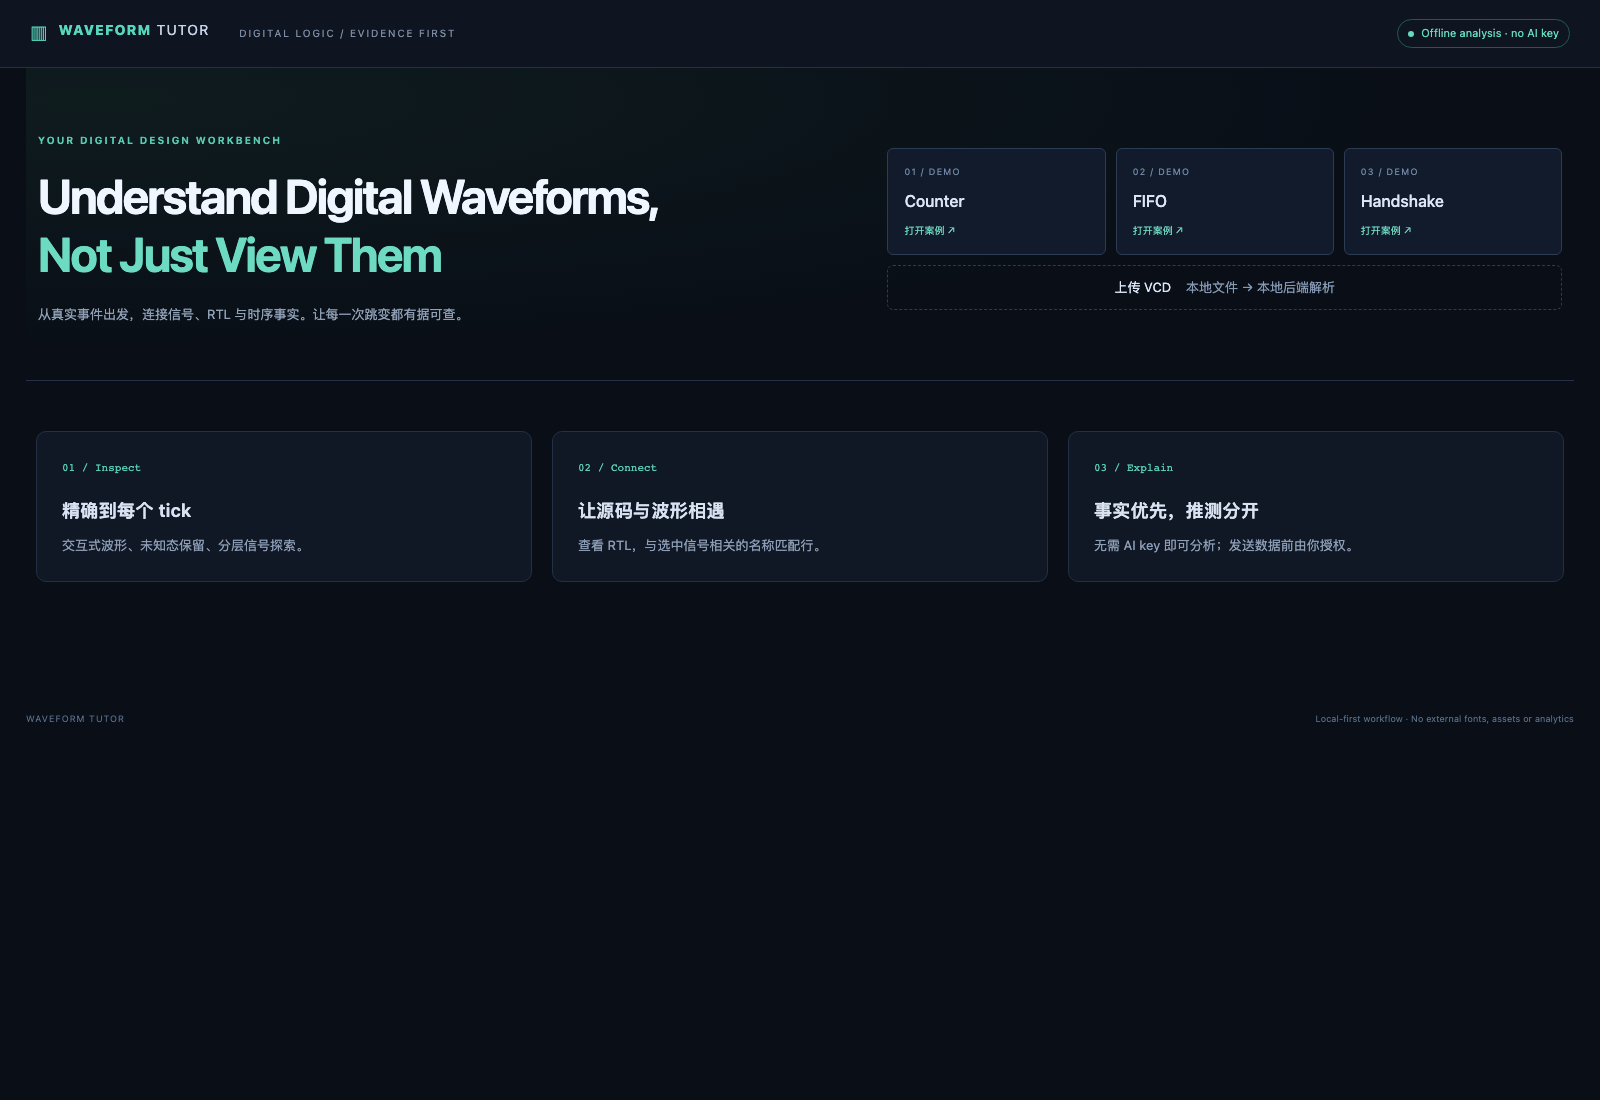 WAVEFORM TUTOR
DIGITAL LOGIC / EVIDENCE FIRST
Offline analysis · no AI key
YOUR DIGITAL DESIGN WORKBENCH
Understand Digital Waveforms,
Not Just View Them
从真实事件出发，连接信号、RTL 与时序事实。让每一次跳变都有据可查。
01 / DEMO
Counter
打开案例 ↗
02 / DEMO
FIFO
打开案例 ↗
03 / DEMO
Handshake
打开案例 ↗
上传 VCD 本地文件 → 本地后端解析
01 / Inspect
精确到每个 tick
交互式波形、未知态保留、分层信号探索。
02 / Connect
让源码与波形相遇
查看 RTL，与选中信号相关的名称匹配行。
03 / Explain
事实优先，推测分开
无需 AI key 即可分析；发送数据前由你授权。
WAVEFORM TUTOR
Local-first workflow · No external fonts, assets or analytics